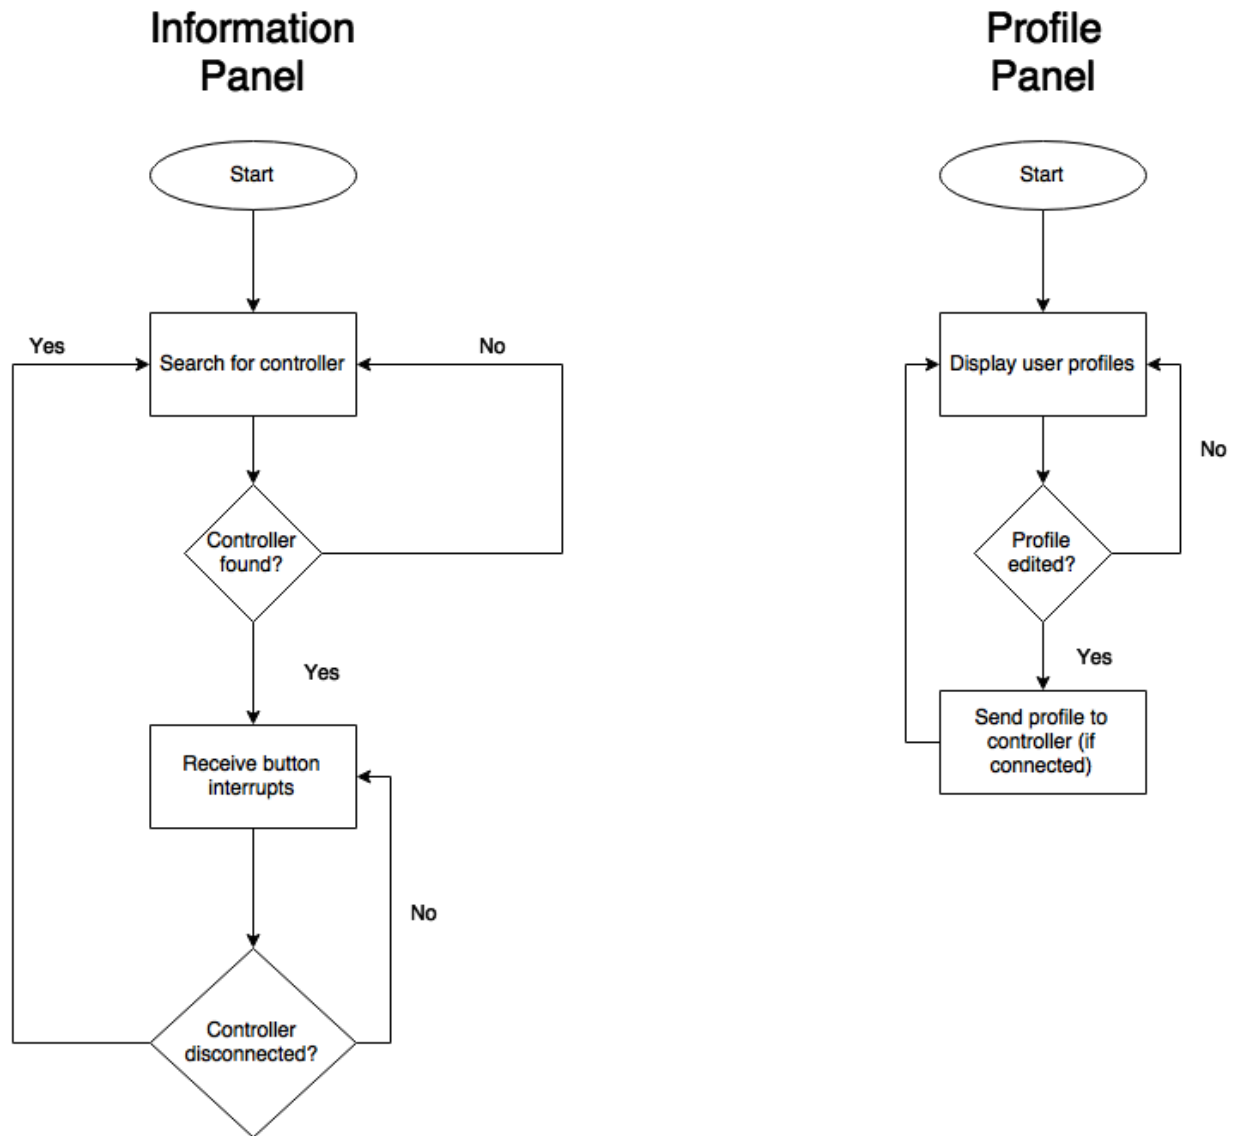 Information
Panel
Start
Yes
Search for controller
No
Controller
found?
Yes
Receive button
interrupts
No
Controller
disconnected?
Profile
Panel
Start
Display user profiles
No
Profile
edited?
Yes
Send profile to
controller (if
connected)